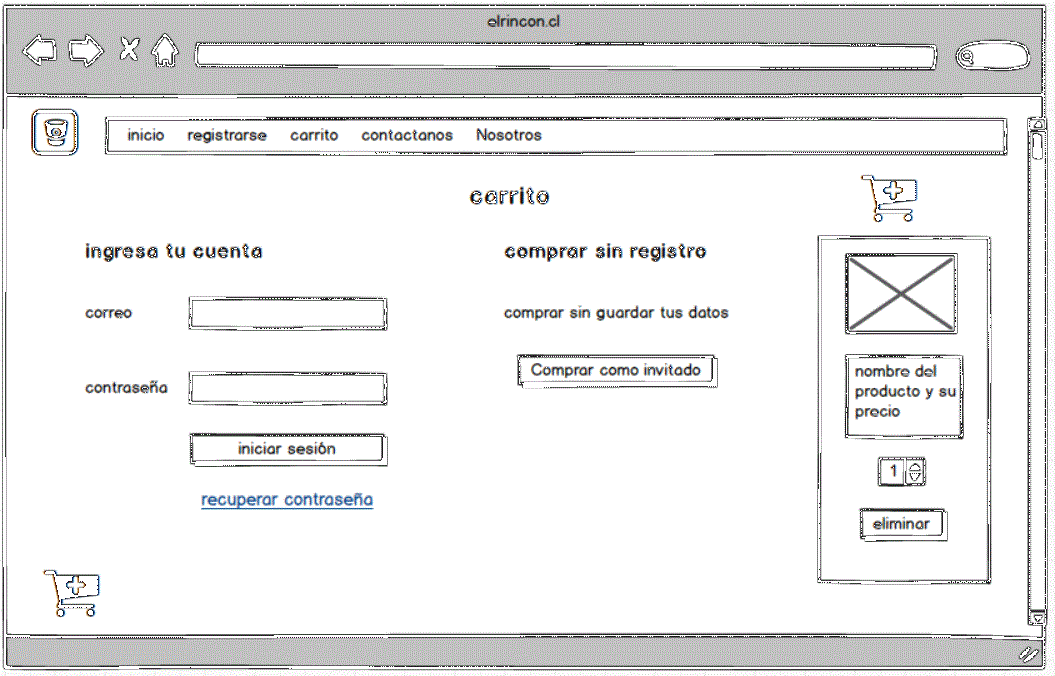 elrincon.cl
inicio registrarse carrito contactanos Nosotros
carrito
ingresa tu cuenta
correo
contraseña
iniciar sesión
recuperar contraseña
comprar sin registro
comprar sin guardar tus datos
Comprar como invitado
nombre del
producto y su
precio
1
eliminar